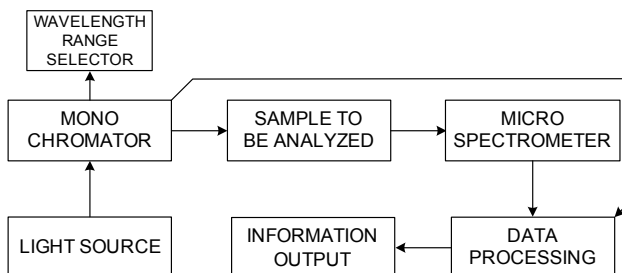 WAVELENGTH
RANGE
SELECTOR
MONO
CHROMATOR
SAMPLE TO
BE ANALYZED
MICRO
SPECTROMETER
LIGHT SOURCE
INFORMATION
OUTPUT
DATA
PROCESSING